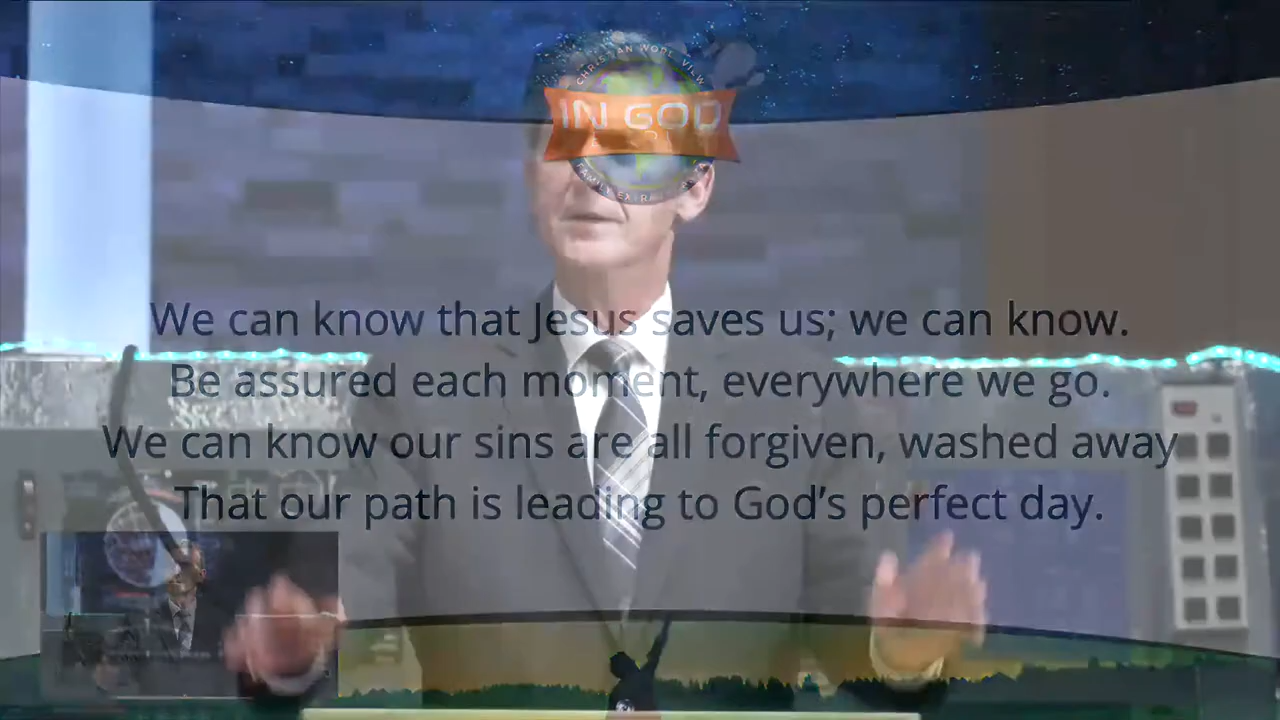 CHRISTIAN WORLDVIEW
IN GOD
We can know that Jesus saves us; we can know.
Be assured each moment, everywhere we go.
We can know our sins are all forgiven, washed away
That our path is leading to God’s perfect day.